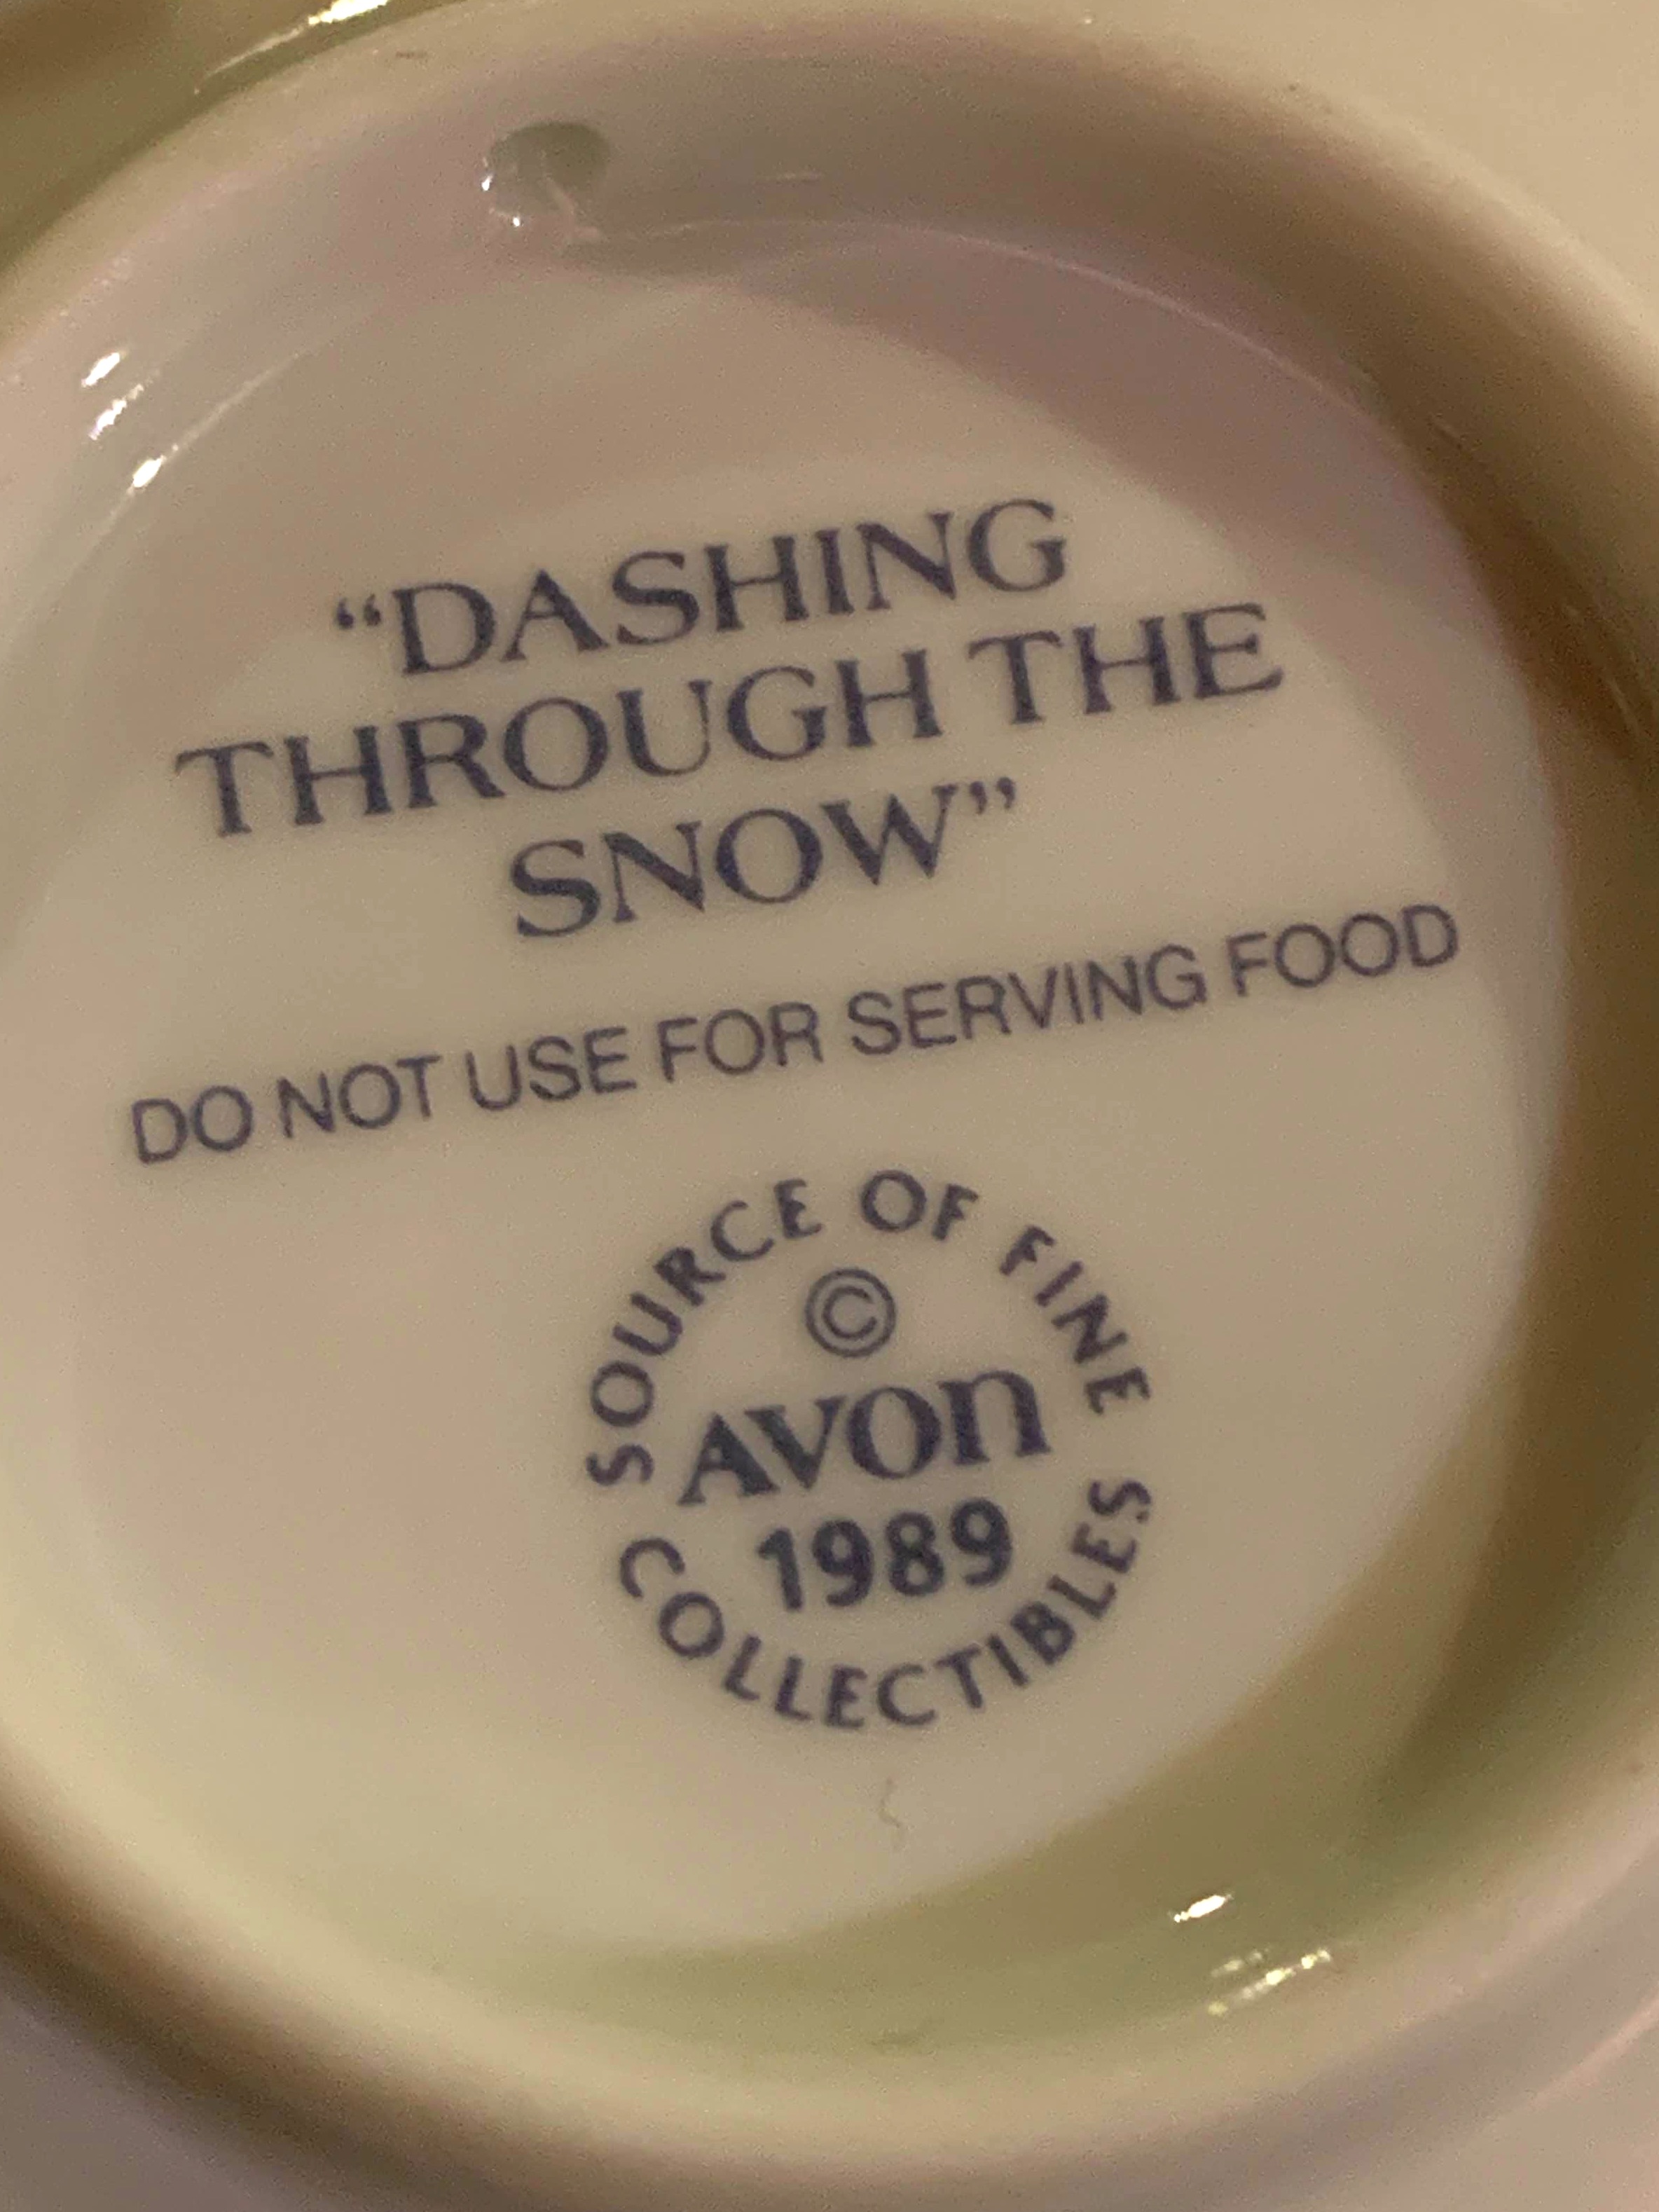 “DASHING
THROUGH THE
SNOW”
DO NOT USE FOR SERVING FOOD
SOURCE OF FINE
©
AVON
1989
COLLECTIBLES